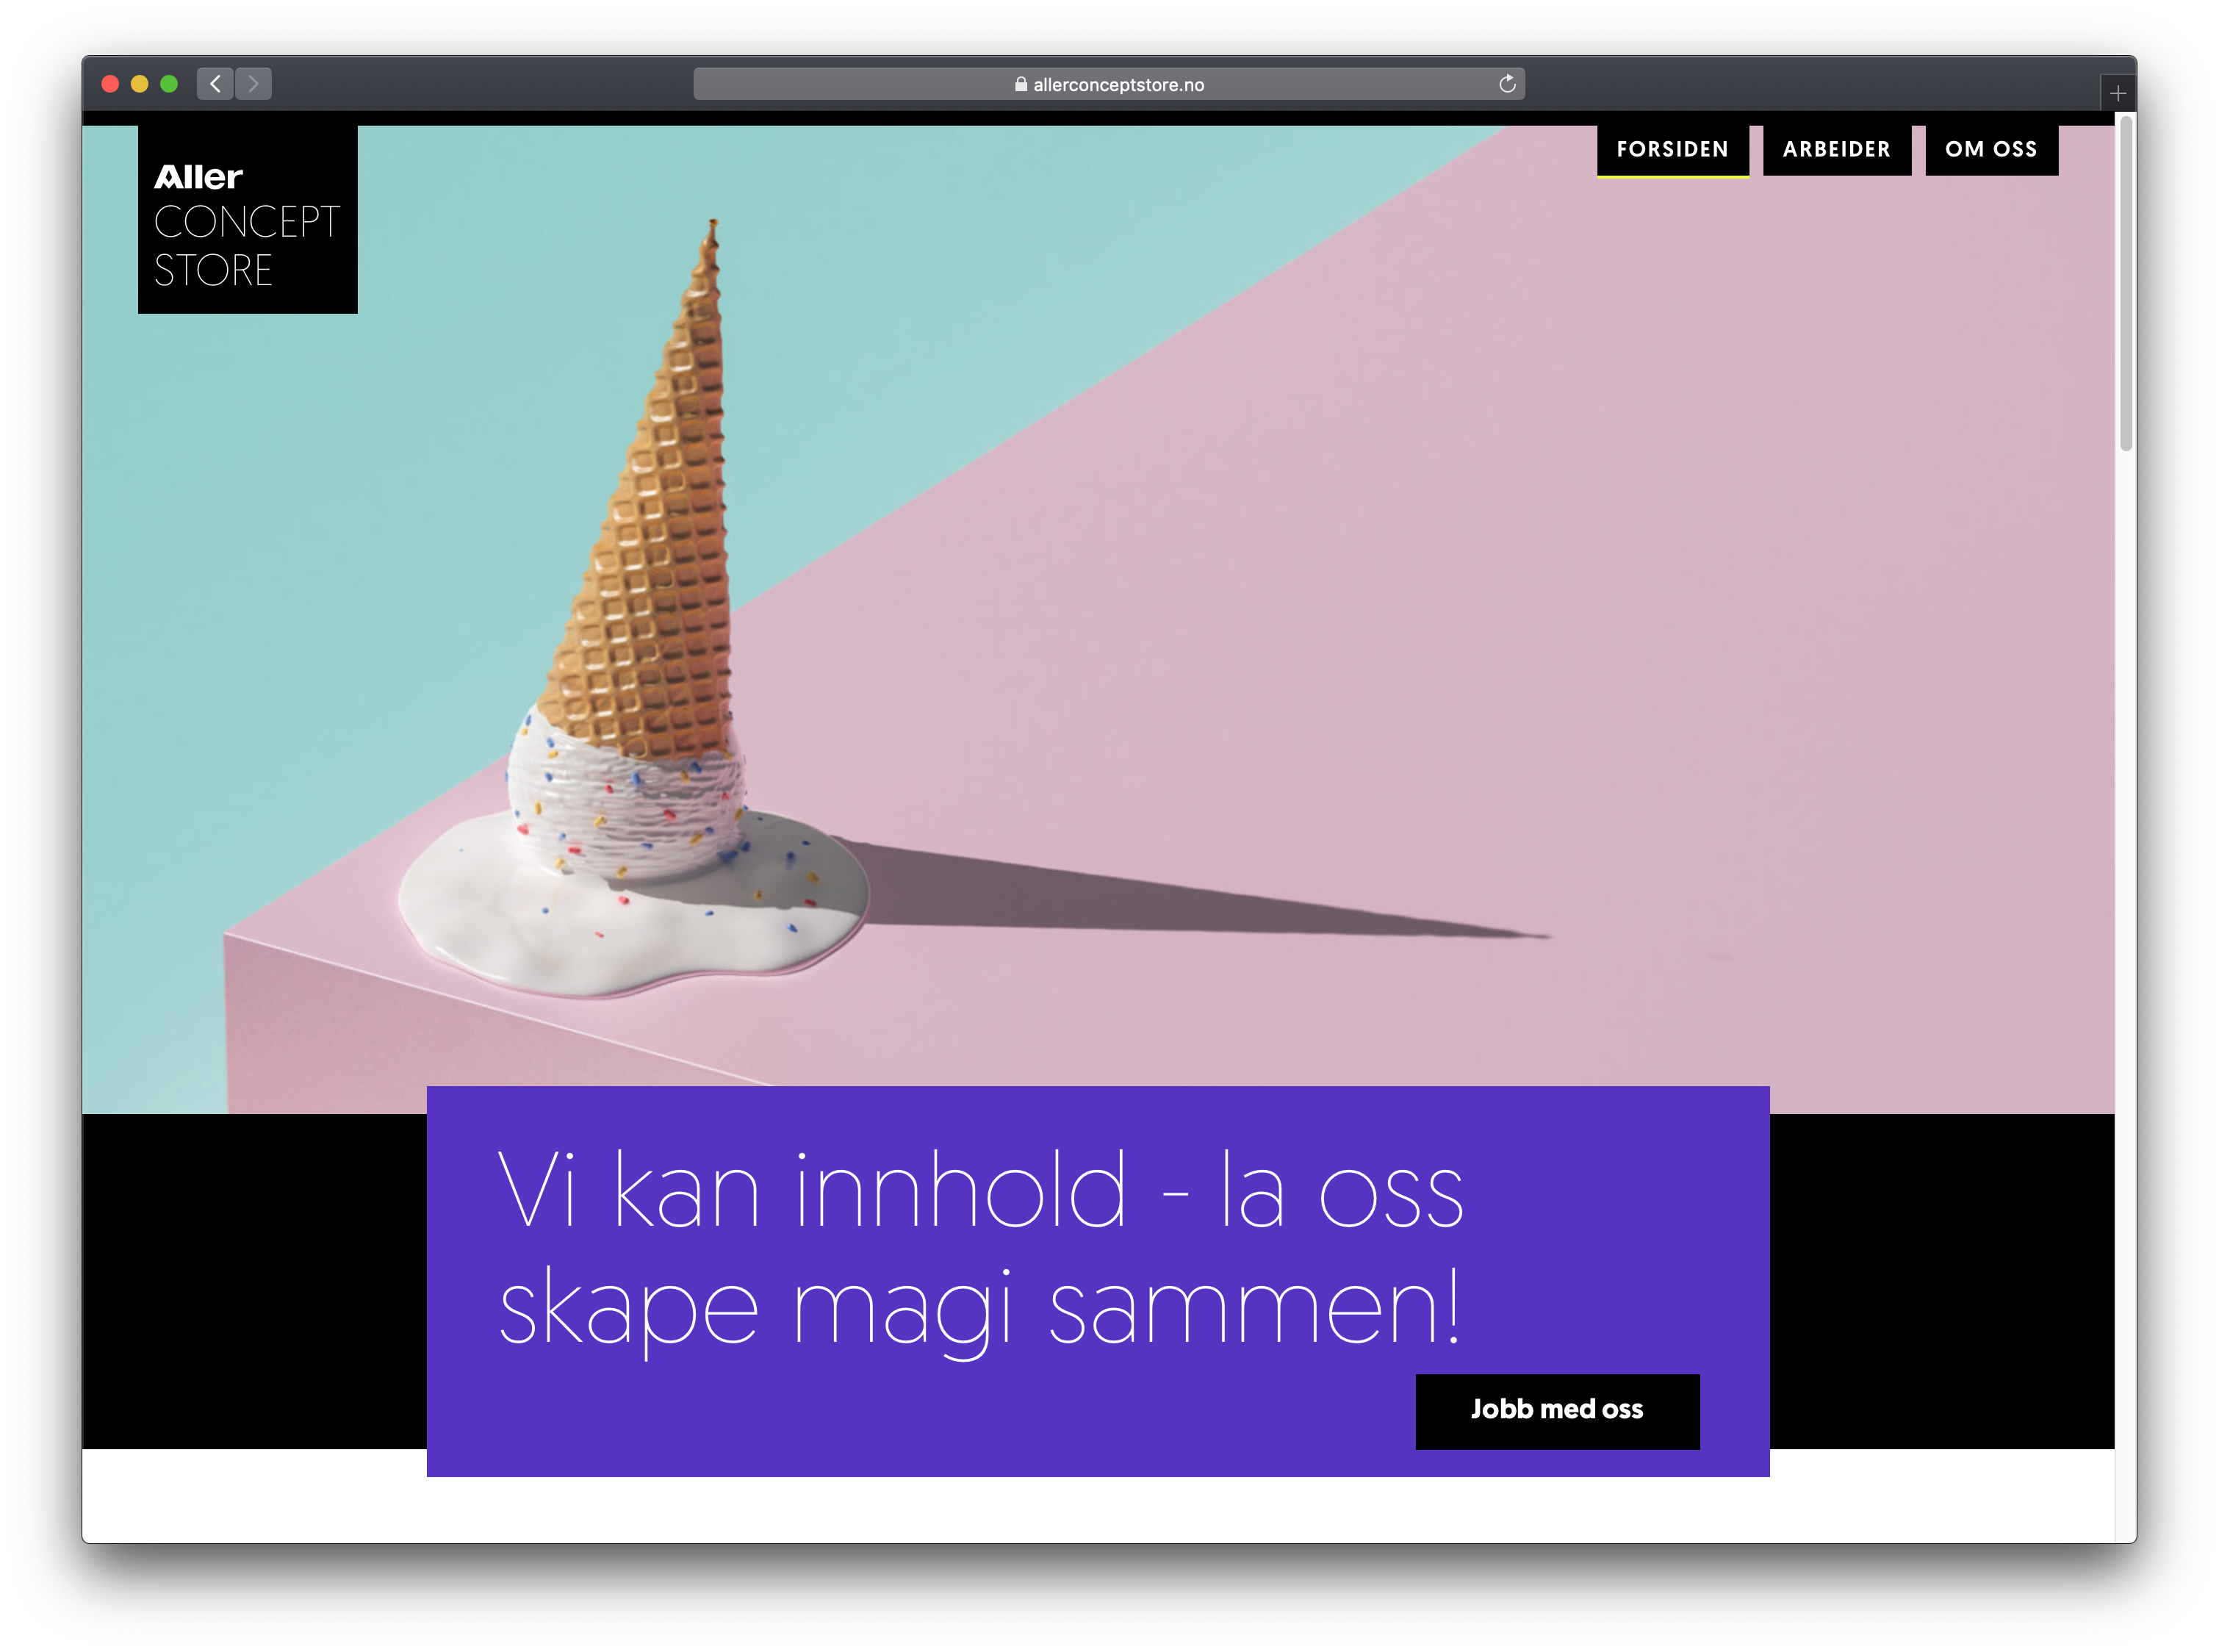 allerconceptstore.no
Aller
CONCEPT
STORE
FORSIDEN
ARBEIDER
OM OSS
Vi kan innhold - la oss
skape magi sammen!
Jobb med oss